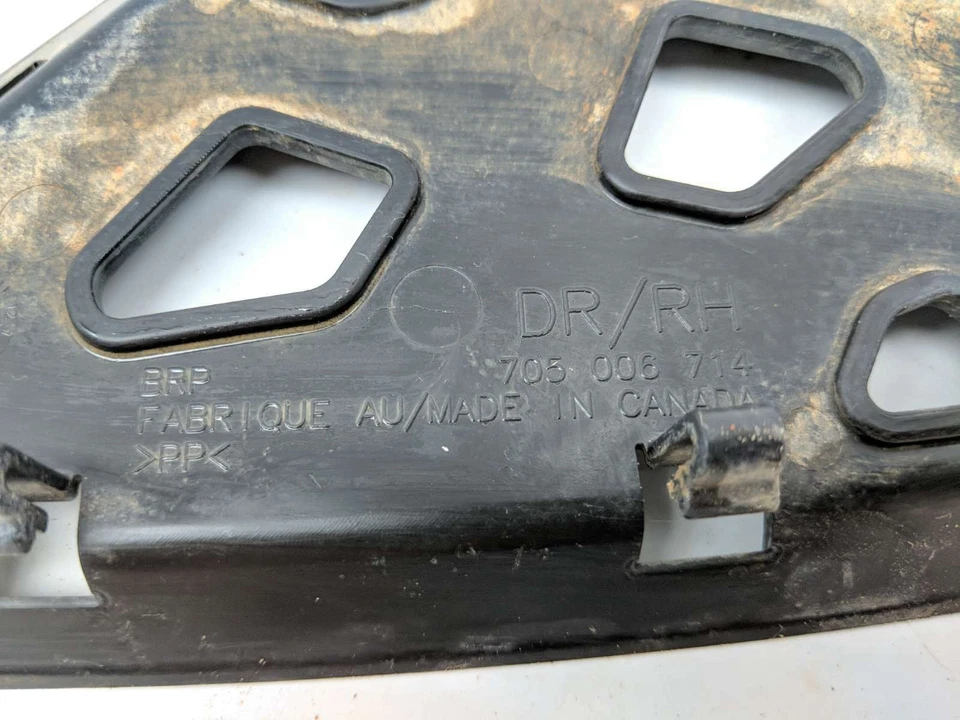 DR/RH
705 006 714
BRP
FABRIQUE AU/MADE IN CANADA
>PP<